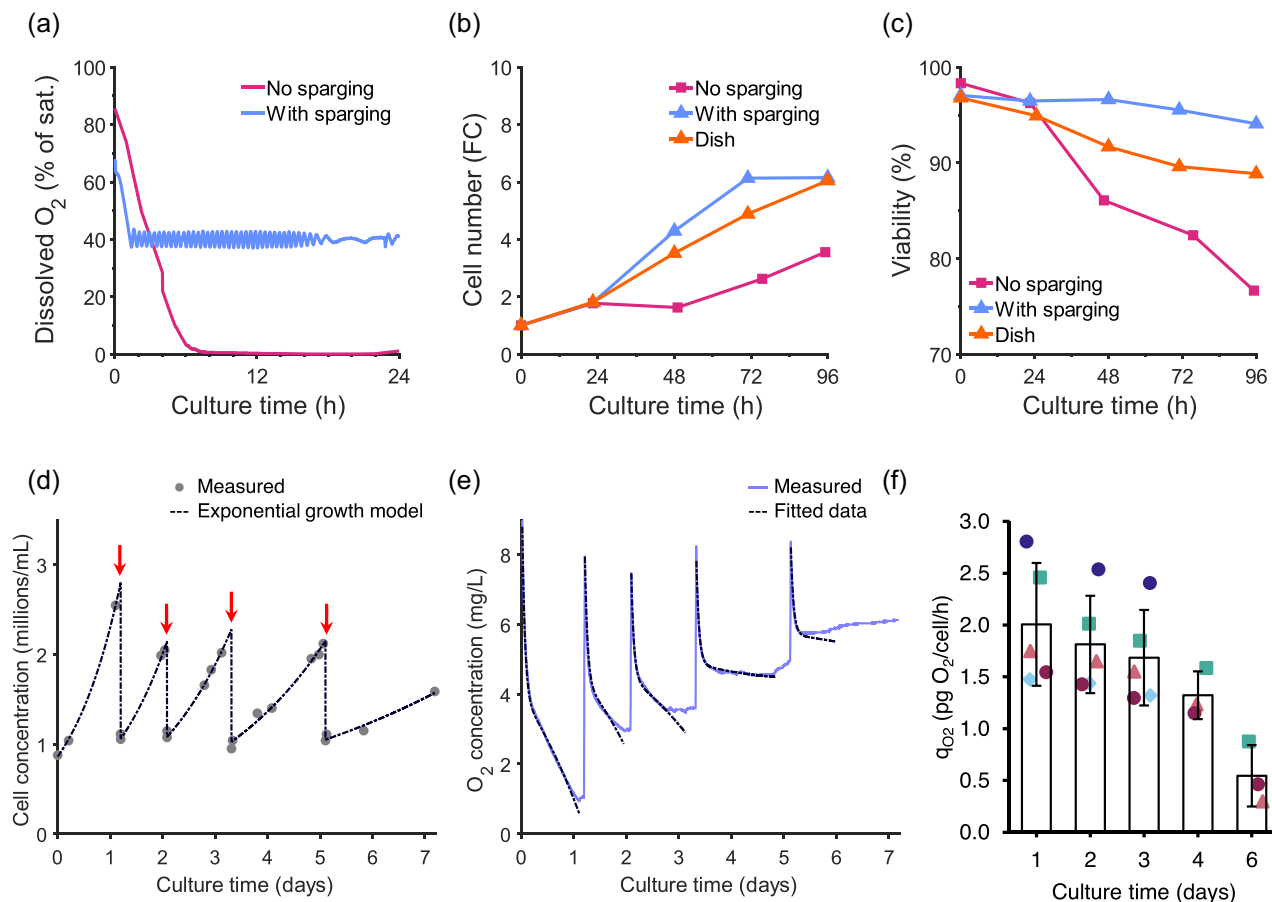 (a)
Dissolved O2 (% of sat.)
100
80
60
40
20
0
No sparging
With sparging
0
12
24
Culture time (h)
(b)
Cell number (FC)
10
8
6
4
2
0
No sparging
With sparging
Dish
0
24
48
72
96
Culture time (h)
(c)
Viability (%)
100
90
80
70
No sparging
With sparging
Dish
0
24
48
72
96
Culture time (h)
(d)
Measured
Exponential growth model
Cell concentration (millions/mL)
3
2
1
0
0
1
2
3
4
5
6
7
Culture time (days)
(e)
Measured
Fitted data
O2 concentration (mg/L)
8
6
4
2
0
0
1
2
3
4
5
6
7
Culture time (days)
(f)
qO2 (pg O2/cell/h)
3.0
2.5
2.0
1.5
1.0
0.5
0.0
1
2
3
4
6
Culture time (days)